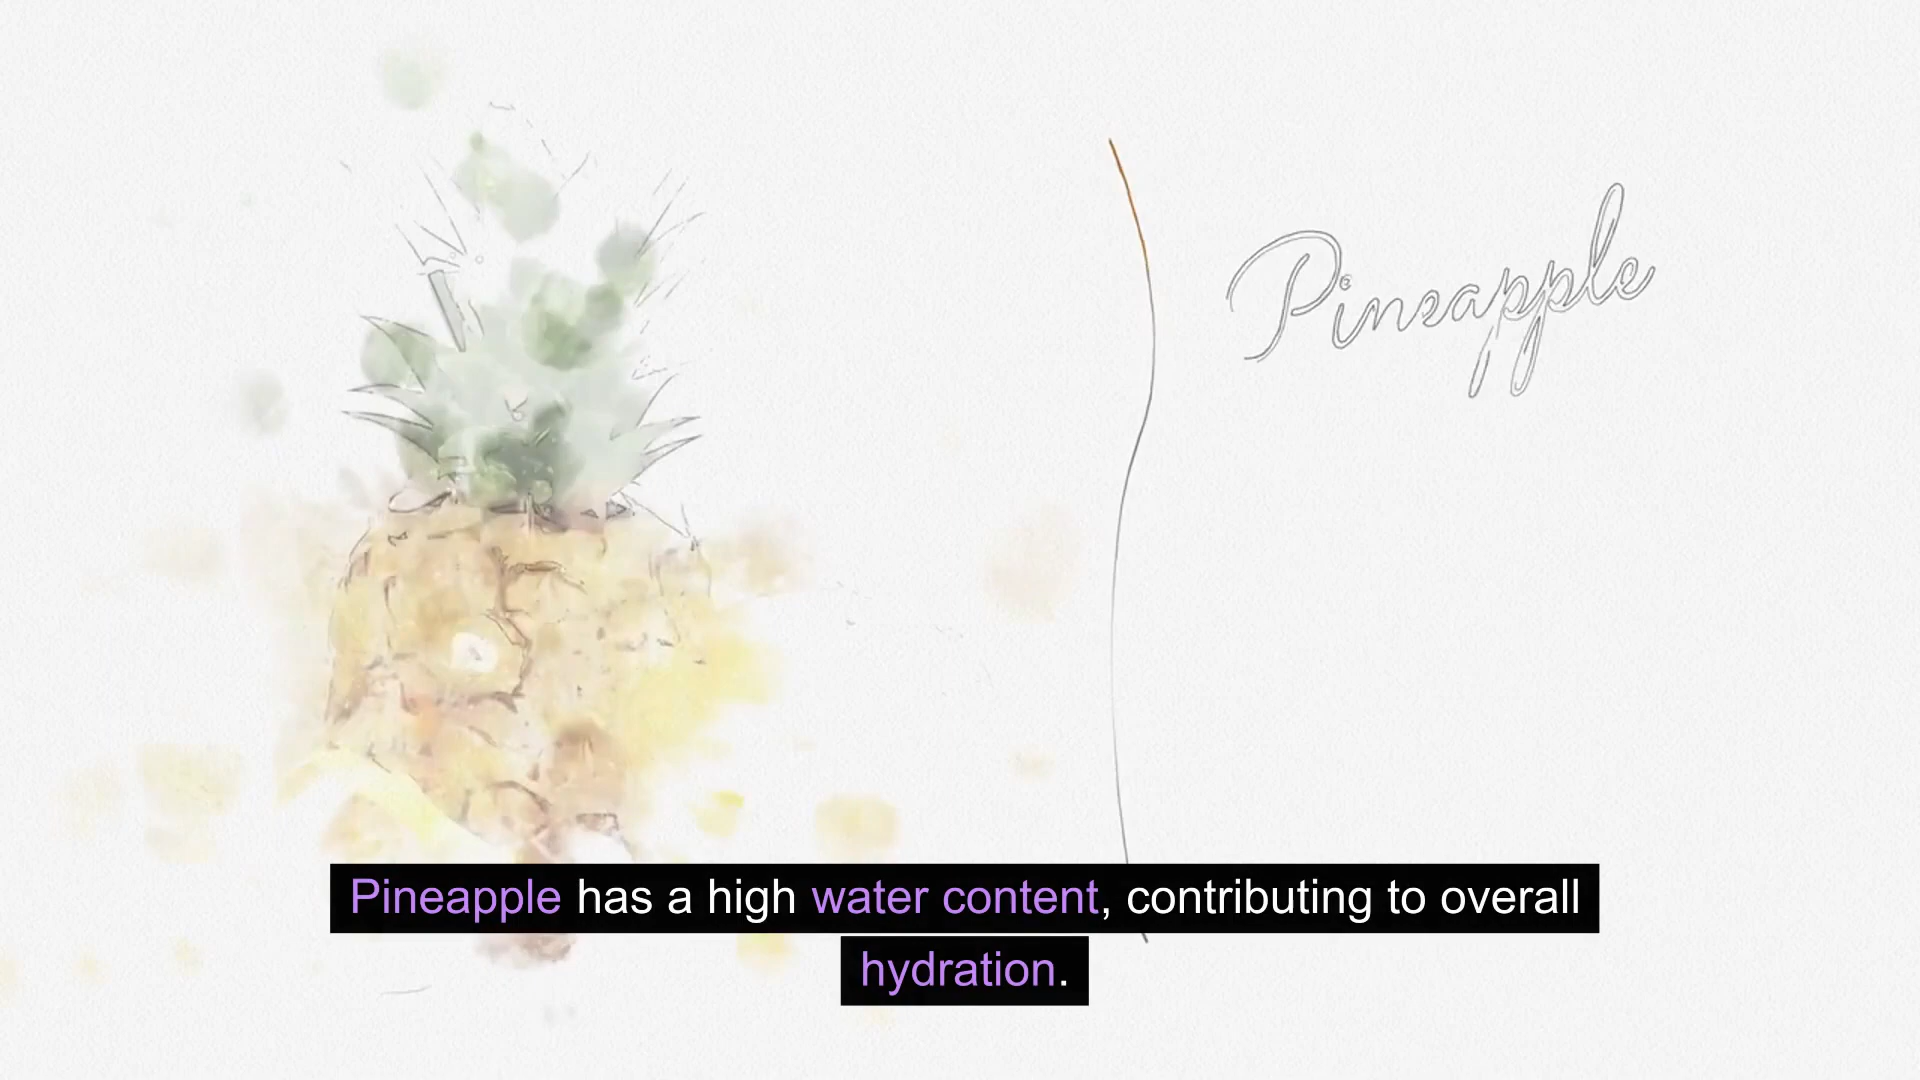 Pineapple
Pineapple has a high water content, contributing to overall
hydration.